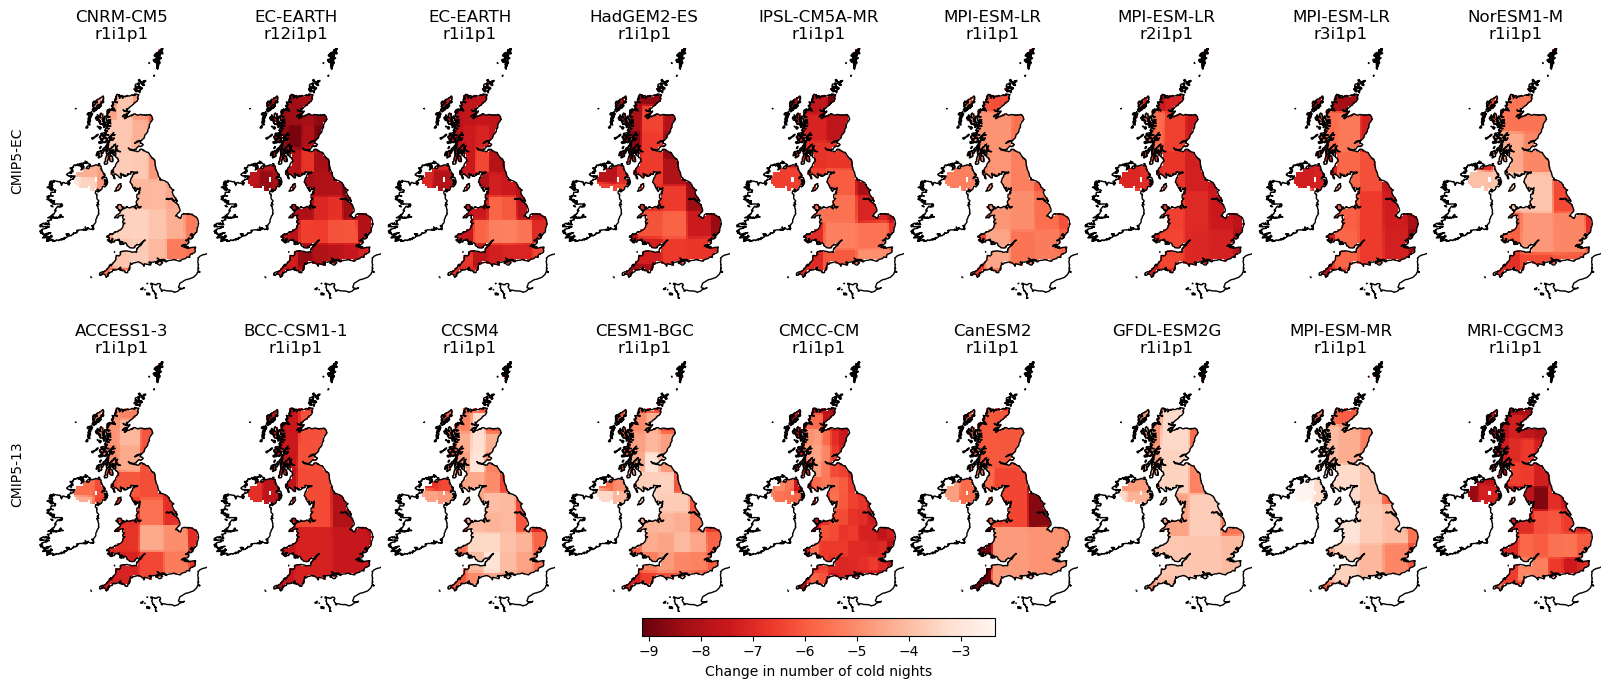 CNRM-CM5 EC-EARTH EC-EARTH HadGEM2-ES IPSL-CM5A-MR MPI-ESM-LR MPI-ESM-LR MPI-ESM-LR NorESM1-M
r1i1p1 r12i1p1 r1i1p1 r1i1p1 r1i1p1 r1i1p1 r2i1p1 r3i1p1 r1i1p1
CMIP5-EC
ACCESS1-3 BCC-CSM1-1 CCSM4 CESM1-BGC CMCC-CM CanESM2 GFDL-ESM2G MPI-ESM-MR MRI-CGCM3
r1i1p1 r1i1p1 r1i1p1 r1i1p1 r1i1p1 r1i1p1 r1i1p1 r1i1p1 r1i1p1
CMIP5-13
−9 −8 −7 −6 −5 −4 −3
Change in number of cold nights